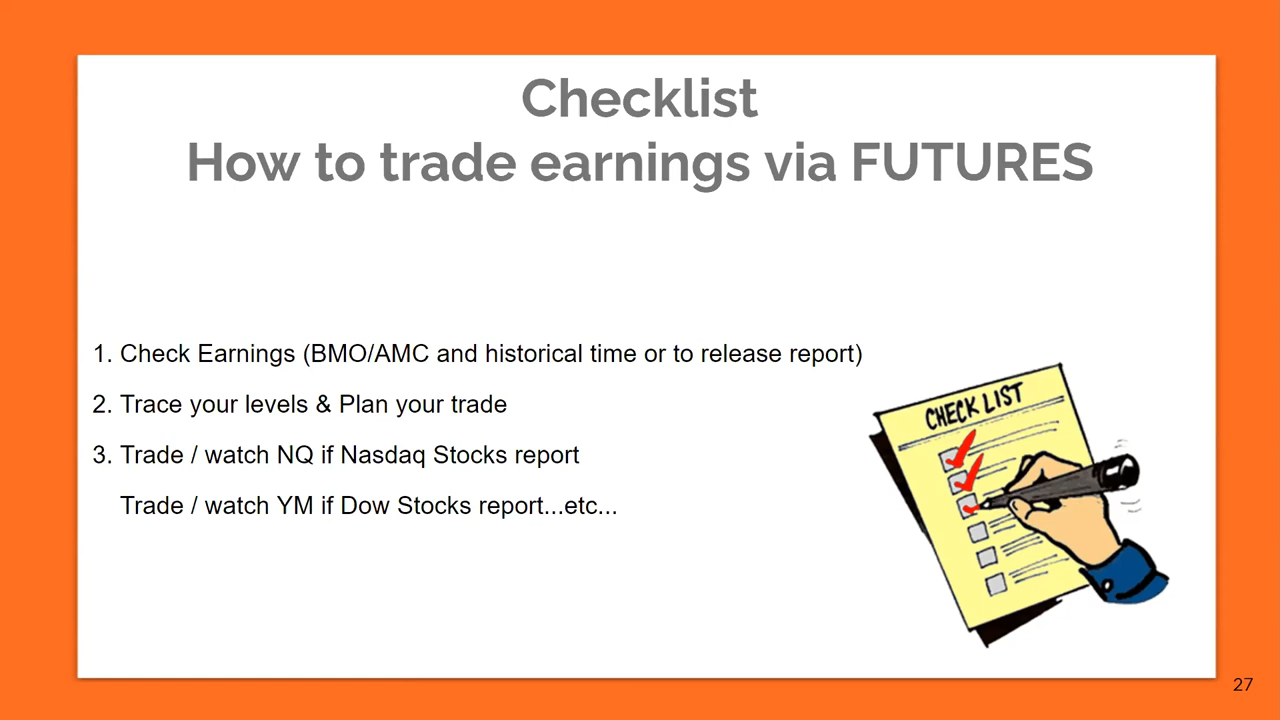 Checklist
How to trade earnings via FUTURES
1. Check Earnings (BMO/AMC and historical time or to release report)
2. Trace your levels & Plan your trade
3. Trade / watch NQ if Nasdaq Stocks report
Trade / watch YM if Dow Stocks report...etc...
CHECK LIST
27